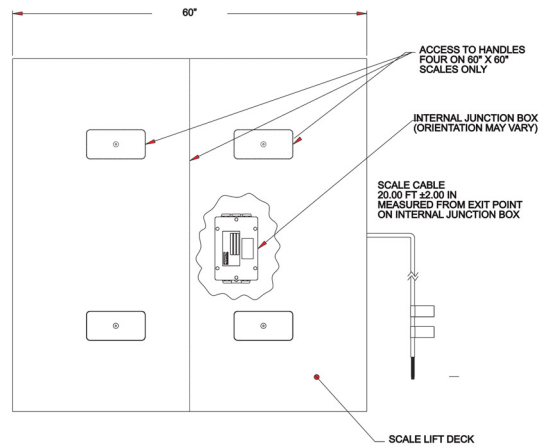 60"
ACCESS TO HANDLES
FOUR ON 60" X 60"
SCALES ONLY
INTERNAL JUNCTION BOX
(ORIENTATION MAY VARY)
SCALE CABLE
20.00 FT ±2.00 IN
MEASURED FROM EXIT POINT
ON INTERNAL JUNCTION BOX
SCALE LIFT DECK